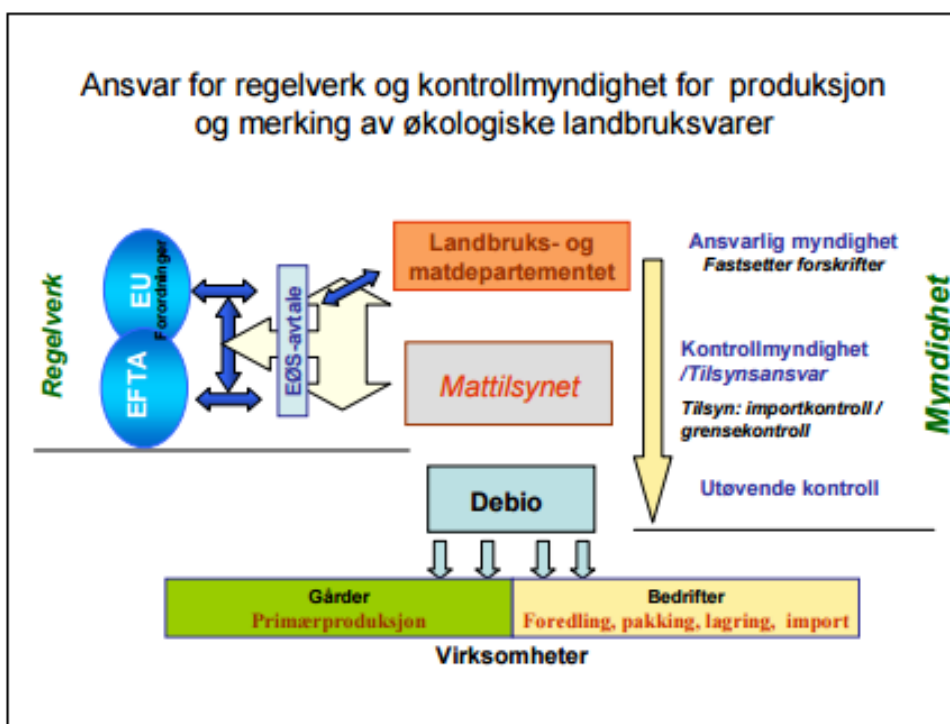 Ansvar for regelverk og kontrollmyndighet for produksjon
og merking av økologiske landbruksvarer
Regelverk
EU
Forordninger
EFTA
EØS-avtale
Landbruks- og
matdepartementet
Mattilsynet
Debio
Ansvarlig myndighet
Fastsetter forskrifter
Kontrollmyndighet
/Tilsynsansvar
Tilsyn: importkontroll /
grensekontroll
Utøvende kontroll
Myndighet
Gårder
Primærproduksjon
Bedrifter
Foredling, pakking, lagring, import
Virksomheter